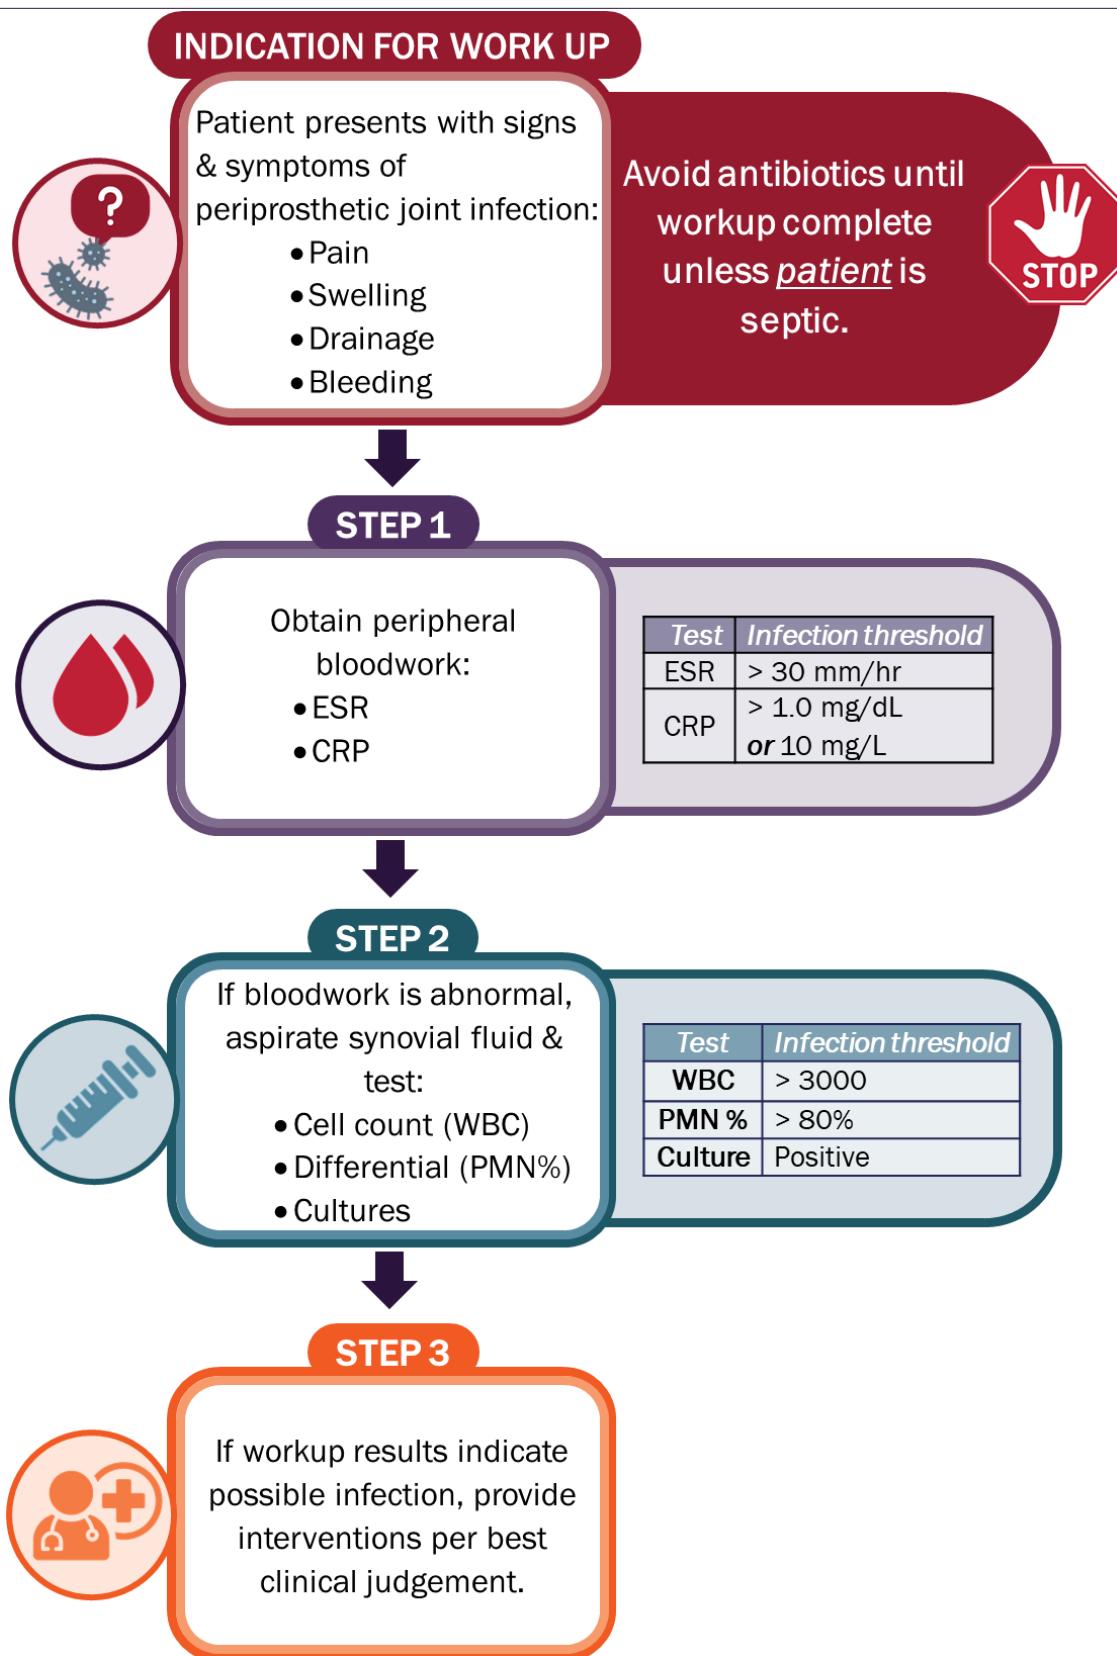 INDICATION FOR WORK UP
Patient presents with signs
& symptoms of
periprosthetic joint infection:
• Pain
• Swelling
• Drainage
• Bleeding
?
Avoid antibiotics until
workup complete
unless patient is
septic.
STOP
STEP 1
Obtain peripheral
bloodwork:
• ESR
• CRP
Test Infection threshold
ESR > 30 mm/hr
CRP > 1.0 mg/dL
or 10 mg/L
STEP 2
If bloodwork is abnormal,
aspirate synovial fluid &
test:
• Cell count (WBC)
• Differential (PMN%)
• Cultures
Test Infection threshold
WBC > 3000
PMN % > 80%
Culture Positive
STEP 3
If workup results indicate
possible infection, provide
interventions per best
clinical judgement.